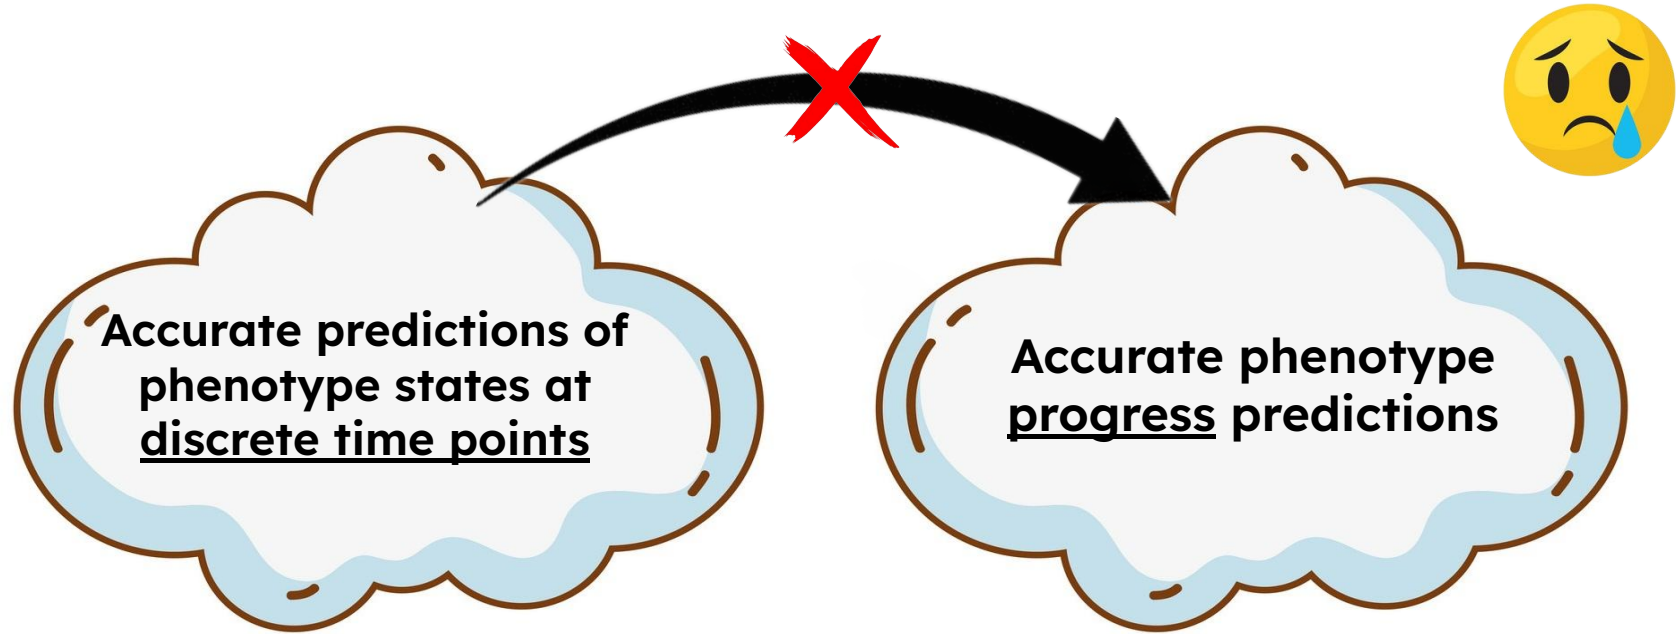 Accurate predictions of
phenotype states at
discrete time points
Accurate phenotype
progress predictions